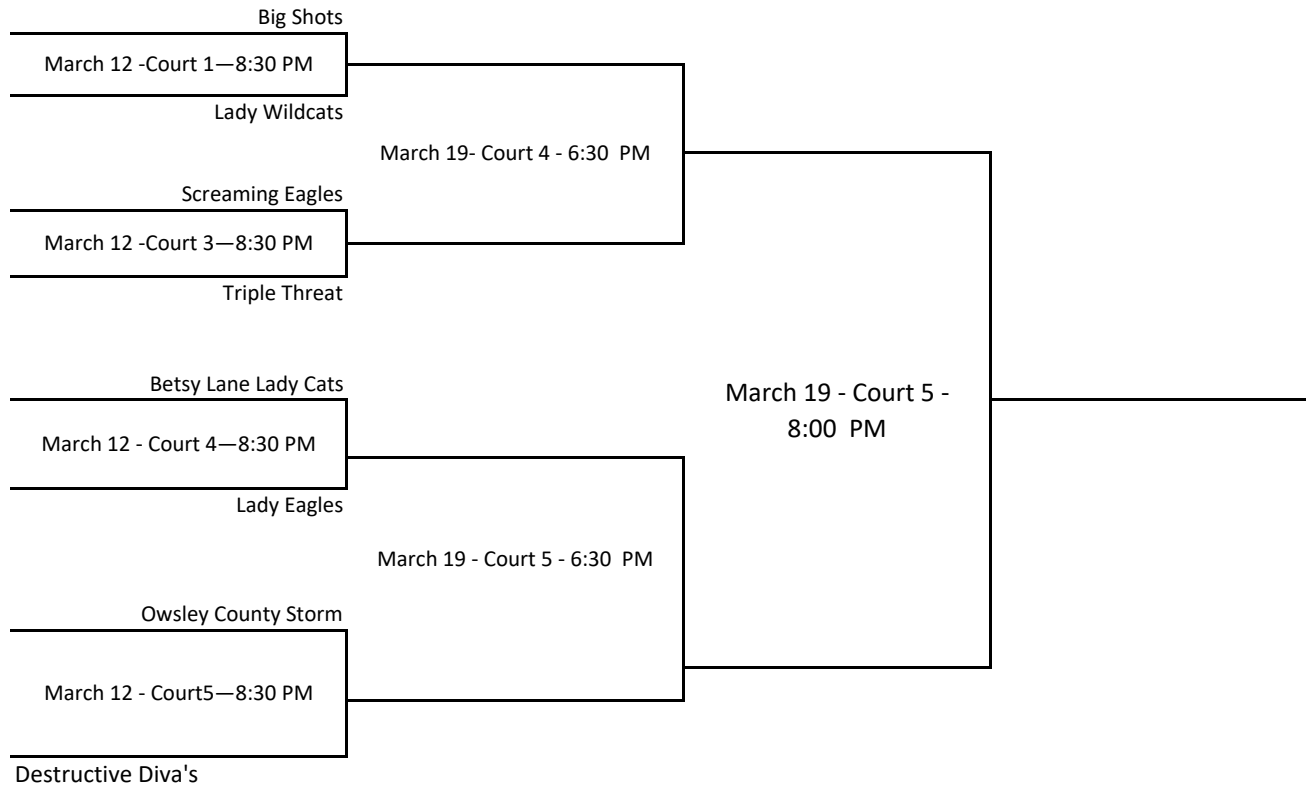 Big Shots
March 12 -Court 1—8:30 PM
Lady Wildcats
March 19- Court 4 - 6:30  PM
Screaming Eagles
March 12 -Court 3—8:30 PM
Triple Threat
Betsy Lane Lady Cats
March 12 - Court 4—8:30 PM
Lady Eagles
March 19 - Court 5 -
8:00  PM
March 19 - Court 5 - 6:30  PM
Owsley County Storm
March 12 - Court5—8:30 PM
Destructive Diva's